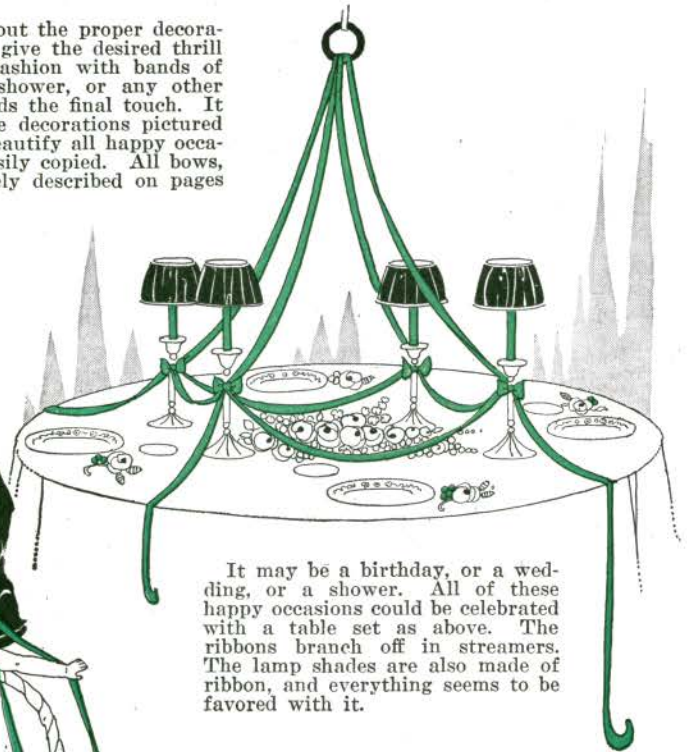 out the proper decora-
give the desired thrill
ashion with bands of
shower, or any other
ds the final touch. It
e decorations pictured
eautify all happy occa-
sily copied. All bows,
ely described on pages
It may be a birthday, or a wed-
ding, or a shower. All of these
happy occasions could be celebrated
with a table set as above. The
ribbons branch off in streamers.
The lamp shades are also made of
ribbon, and everything seems to be
favored with it.